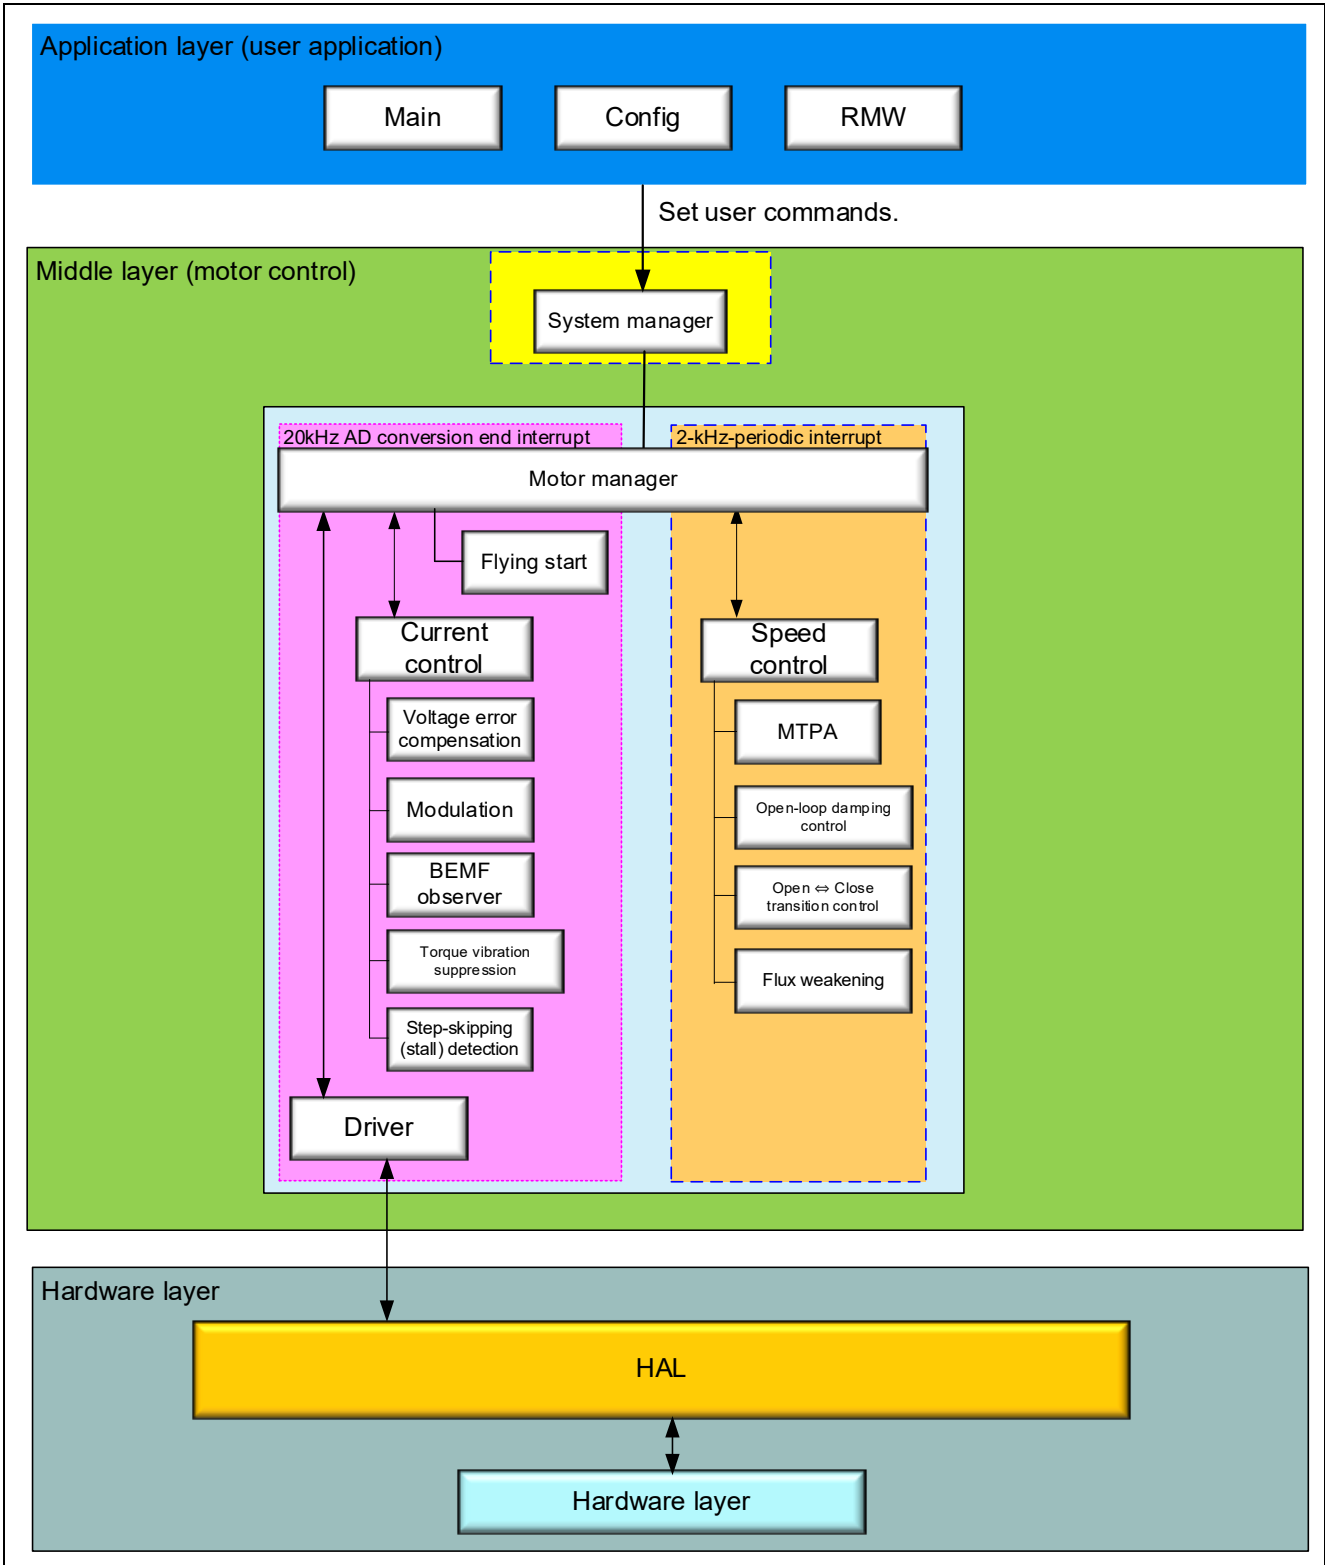 Application layer (user application)
Main
Config
RMW
Set user commands.
Middle layer (motor control)
System manager
20kHz AD conversion end interrupt
2-kHz-periodic interrupt
Motor manager
Flying start
Current
control
Voltage error
compensation
Modulation
BEMF
observer
Torque vibration
suppression
Step-skipping
(stall) detection
Driver
Speed
control
MTPA
Open-loop damping
control
Open ⇔ Close
transition control
Flux weakening
Hardware layer
HAL
Hardware layer